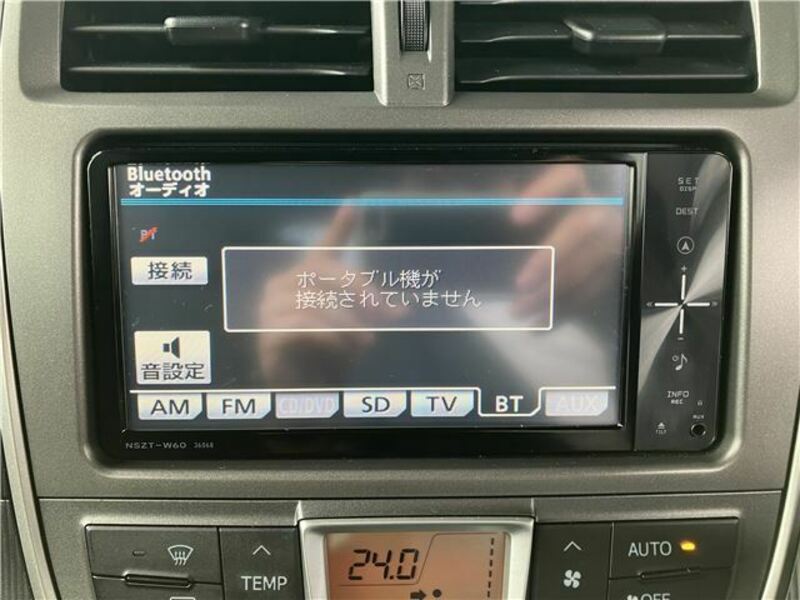 Bluetooth
オーディオ
SET
DISP
DEST
BT
接続
ポータブル機が
接続されていません
音設定
INFO
REC
AM FM CD/DVD SD TV BT AUX
AUX
TILT
NSZT-W60 36068
TEMP
24.0
AUTO
OFF